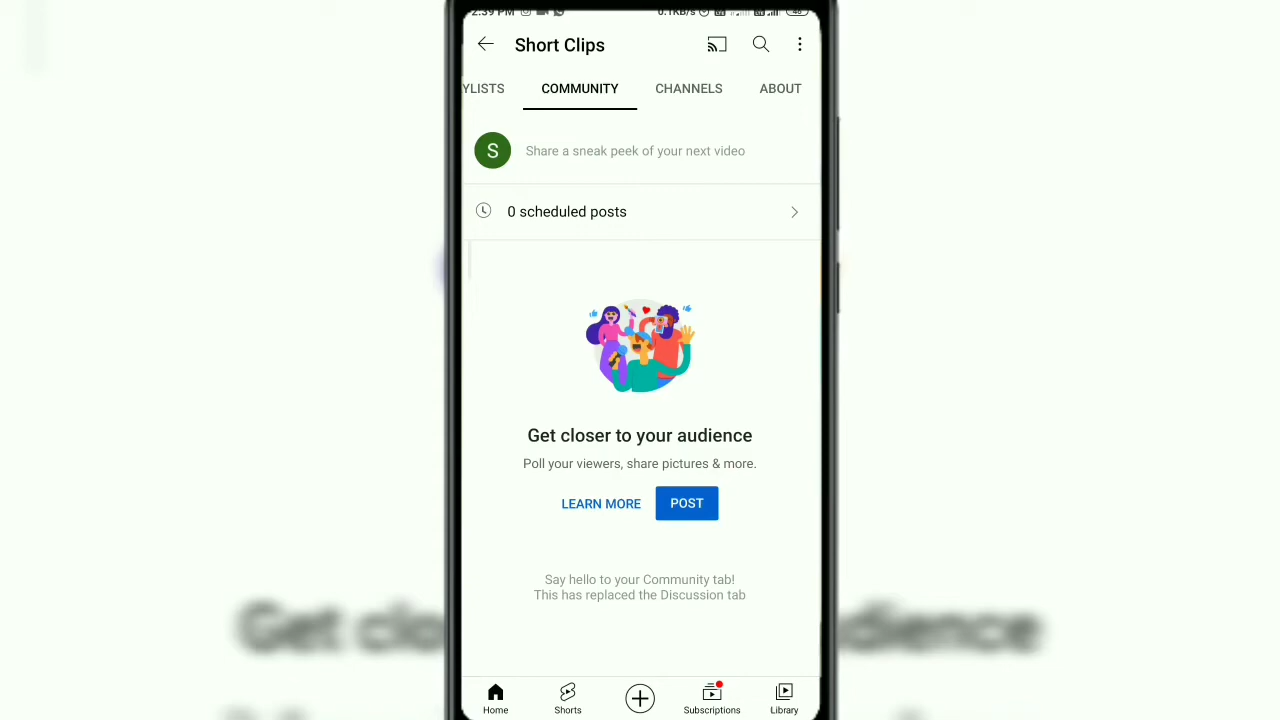 2:39 PM
0.1KB/s
Short Clips
YLISTS COMMUNITY CHANNELS ABOUT
S Share a sneak peek of your next video
0 scheduled posts
Get closer to your audience
Poll your viewers, share pictures & more.
LEARN MORE POST
Say hello to your Community tab!
This has replaced the Discussion tab
Get clo
dience
Home Shorts Subscriptions Library